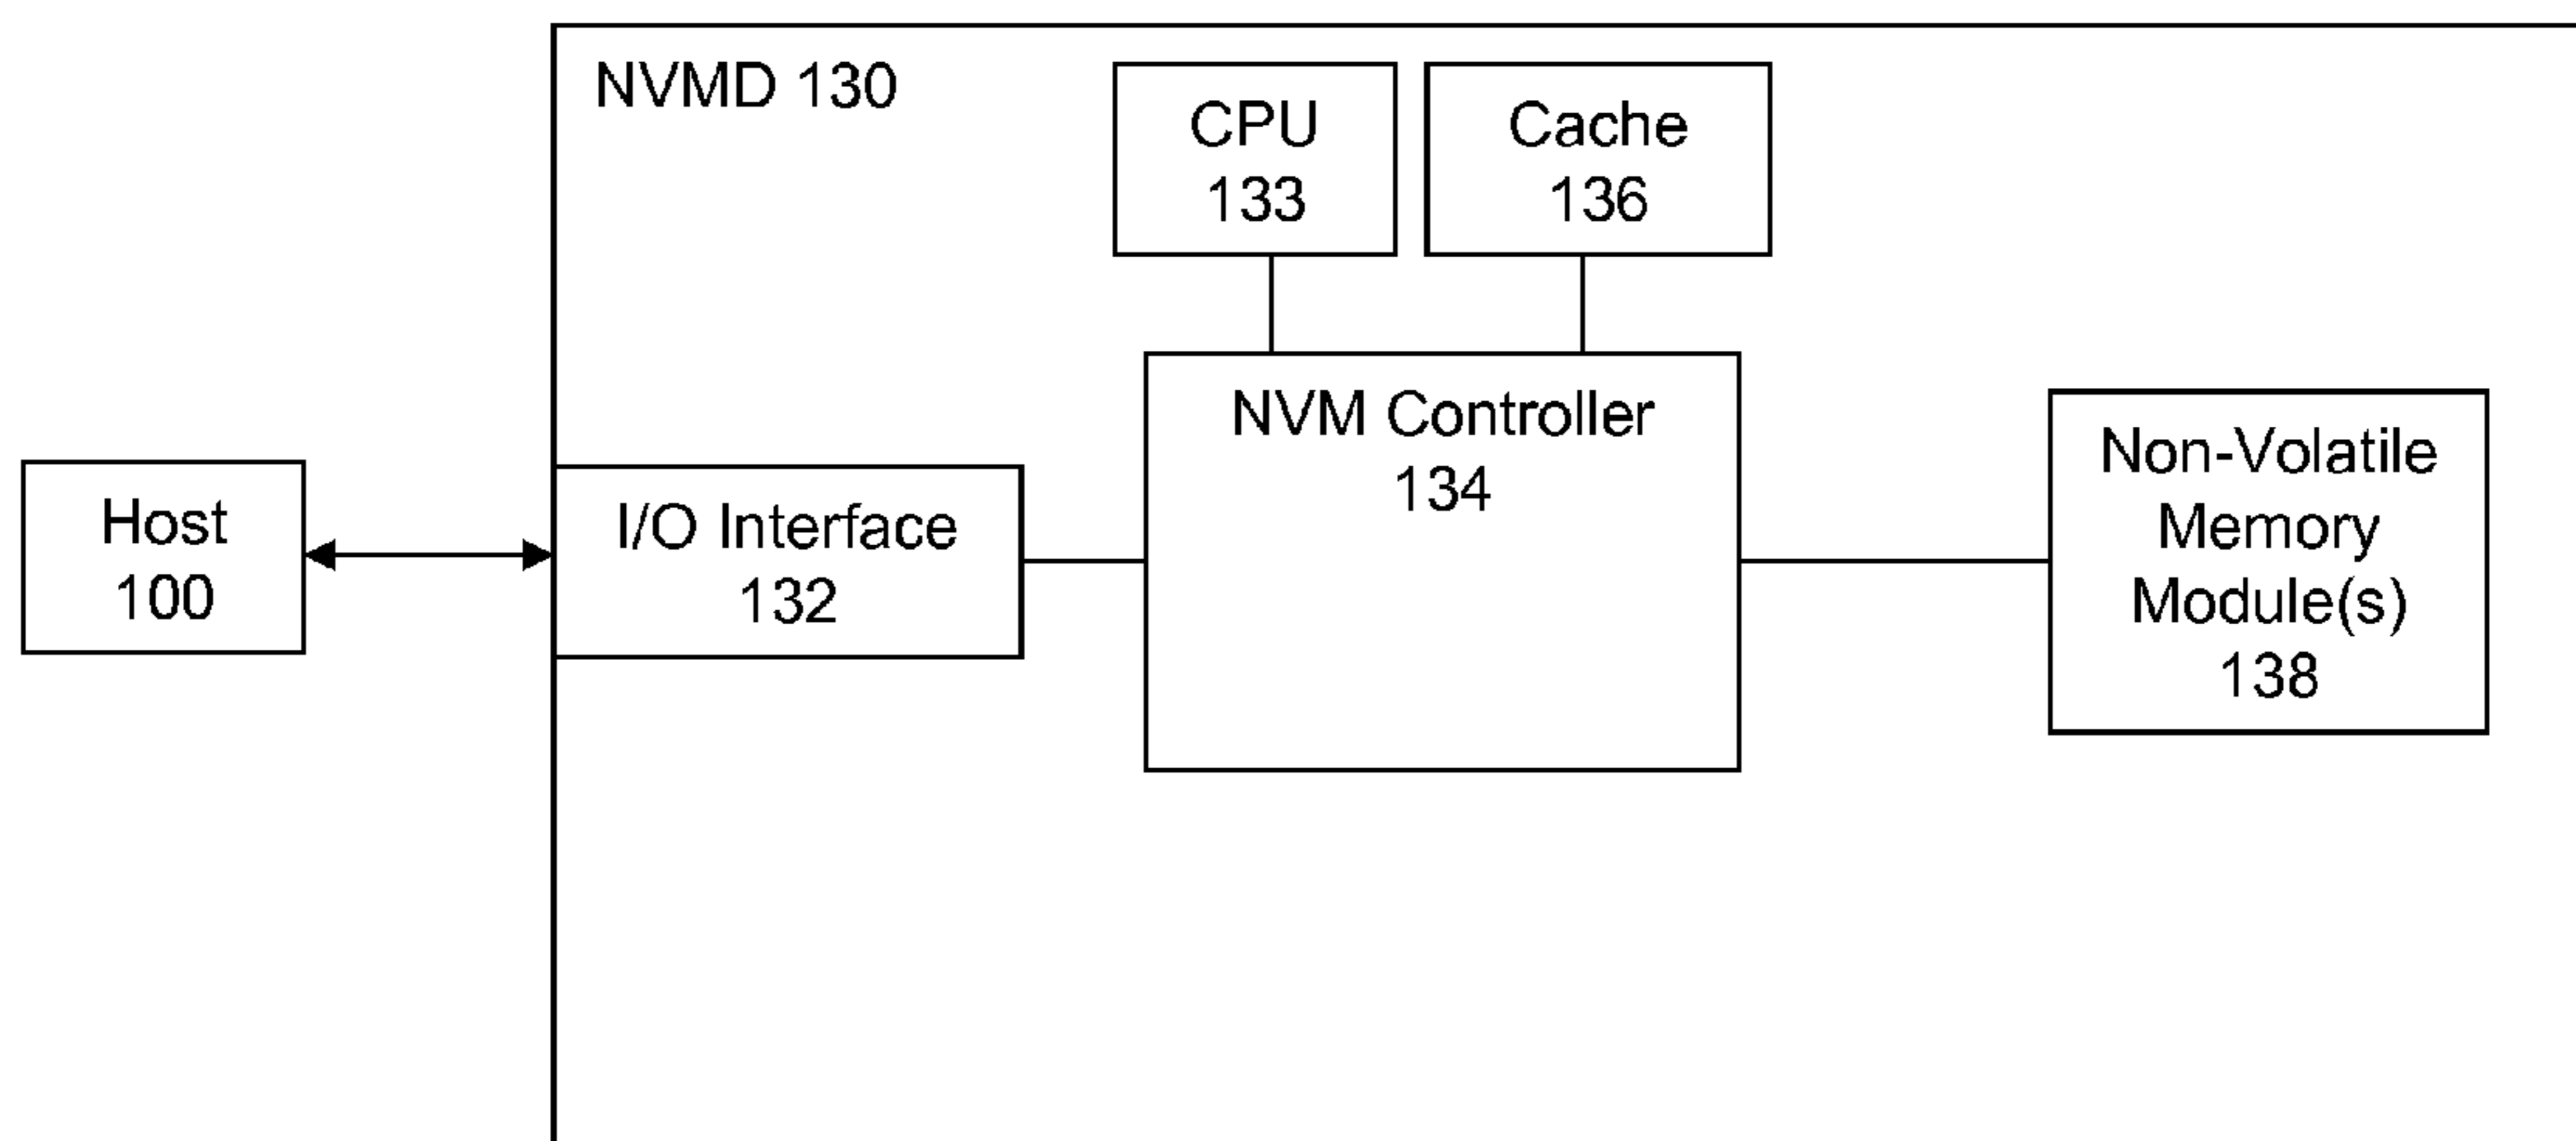 NVMD 130
CPU
133
Cache
136
Host
100
I/O Interface
132
NVM Controller
134
Non-Volatile
Memory
Module(s)
138